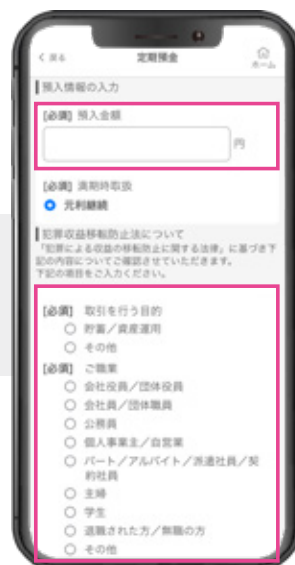 < 戻る 定期預金 ホーム
預入情報の入力
[必須] 預入金額
円
[必須] 満期時取扱
元利継続
犯罪収益移転防止法について
「犯罪による収益の移転防止に関する法律」に基づき下
記の内容についてご確認させていただきます。
下記の項目をご入力ください。
[必須] 取引を行う目的
貯蓄／資産運用
その他
[必須] ご職業
会社役員／団体役員
会社員／団体職員
公務員
個人事業主／自営業
パート／アルバイト／派遣社員／契
約社員
主婦
学生
退職された方／無職の方
その他